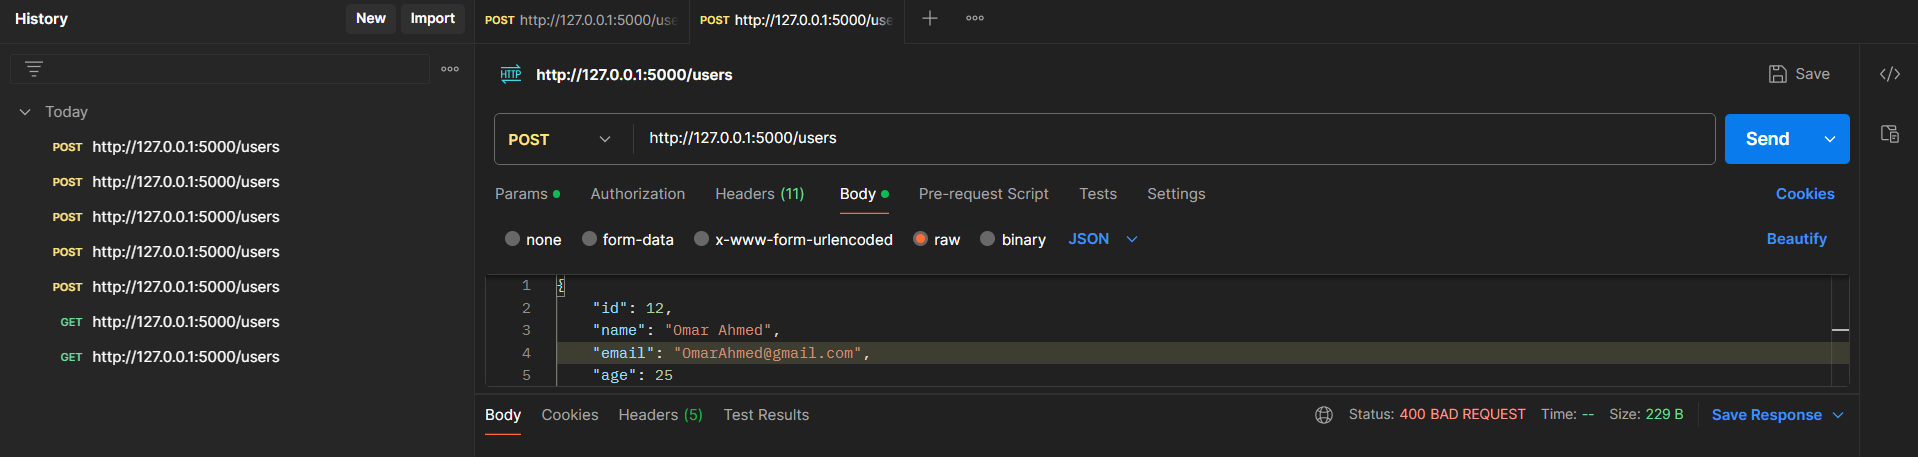 History
New
Import
POST http://127.0.0.1:5000/use
POST http://127.0.0.1:5000/use
http://127.0.0.1:5000/users
Save
Today
POST http://127.0.0.1:5000/users
POST http://127.0.0.1:5000/users
POST http://127.0.0.1:5000/users
POST http://127.0.0.1:5000/users
POST http://127.0.0.1:5000/users
GET http://127.0.0.1:5000/users
GET http://127.0.0.1:5000/users
HTTP
POST
http://127.0.0.1:5000/users
Send
Params Authorization Headers (11) Body Pre-request Script Tests Settings Cookies
none form-data x-www-form-urlencoded raw binary JSON Beautify
1 {
2 "id": 12,
3 "name": "Omar Ahmed",
4 "email": "OmarAhmed@gmail.com",
5 "age": 25
Body Cookies Headers (5) Test Results Status: 400 BAD REQUEST Time: -- Size: 229 B Save Response